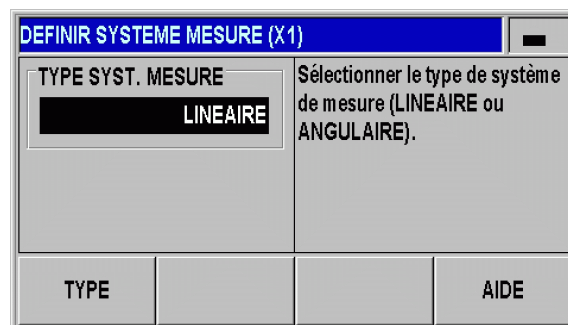 DEFINIR SYSTEME MESURE (X1)
TYPE SYST. MESURE
LINEAIRE
Sélectionner le type de système
de mesure (LINEAIRE ou
ANGULAIRE).
TYPE
AIDE